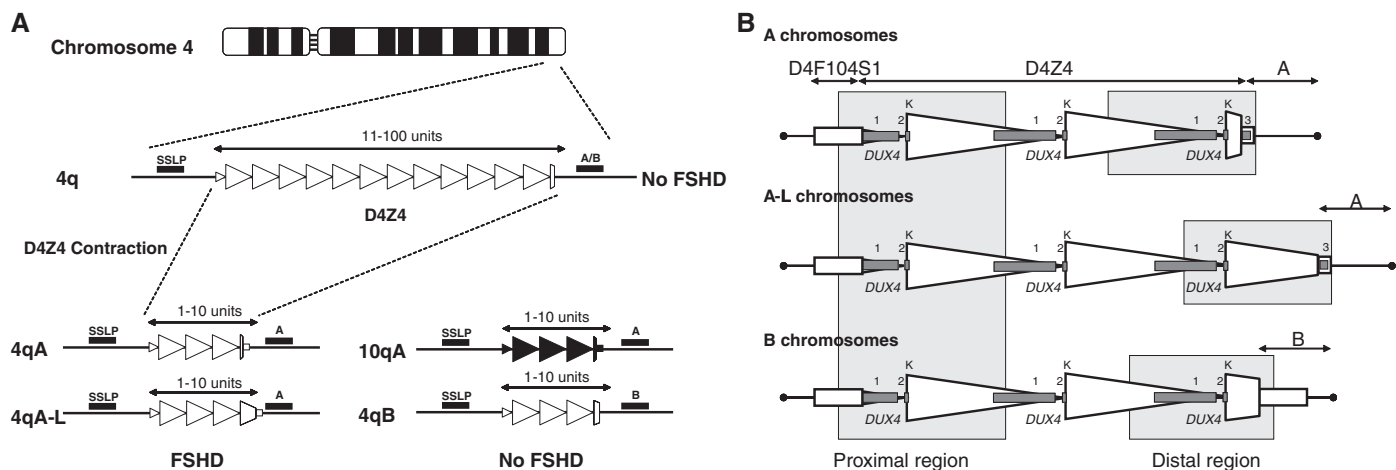 A
Chromosome 4
11-100 units
SSLP
A/B
4q
No FSHD
D4Z4
D4Z4 Contraction
1-10 units
SSLP
A
4qA
1-10 units
SSLP
A
4qA-L
FSHD
1-10 units
SSLP
A
10qA
1-10 units
SSLP
B
4qB
No FSHD
B
A chromosomes
D4F104S1
D4Z4
A
K
K
K
1
2
1
2
1
2
3
DUX4
DUX4
DUX4
A-L chromosomes
A
K
K
K
1
2
1
2
1
2
3
DUX4
DUX4
DUX4
B chromosomes
B
K
K
K
1
2
1
2
1
2
DUX4
DUX4
DUX4
Proximal region
Distal region